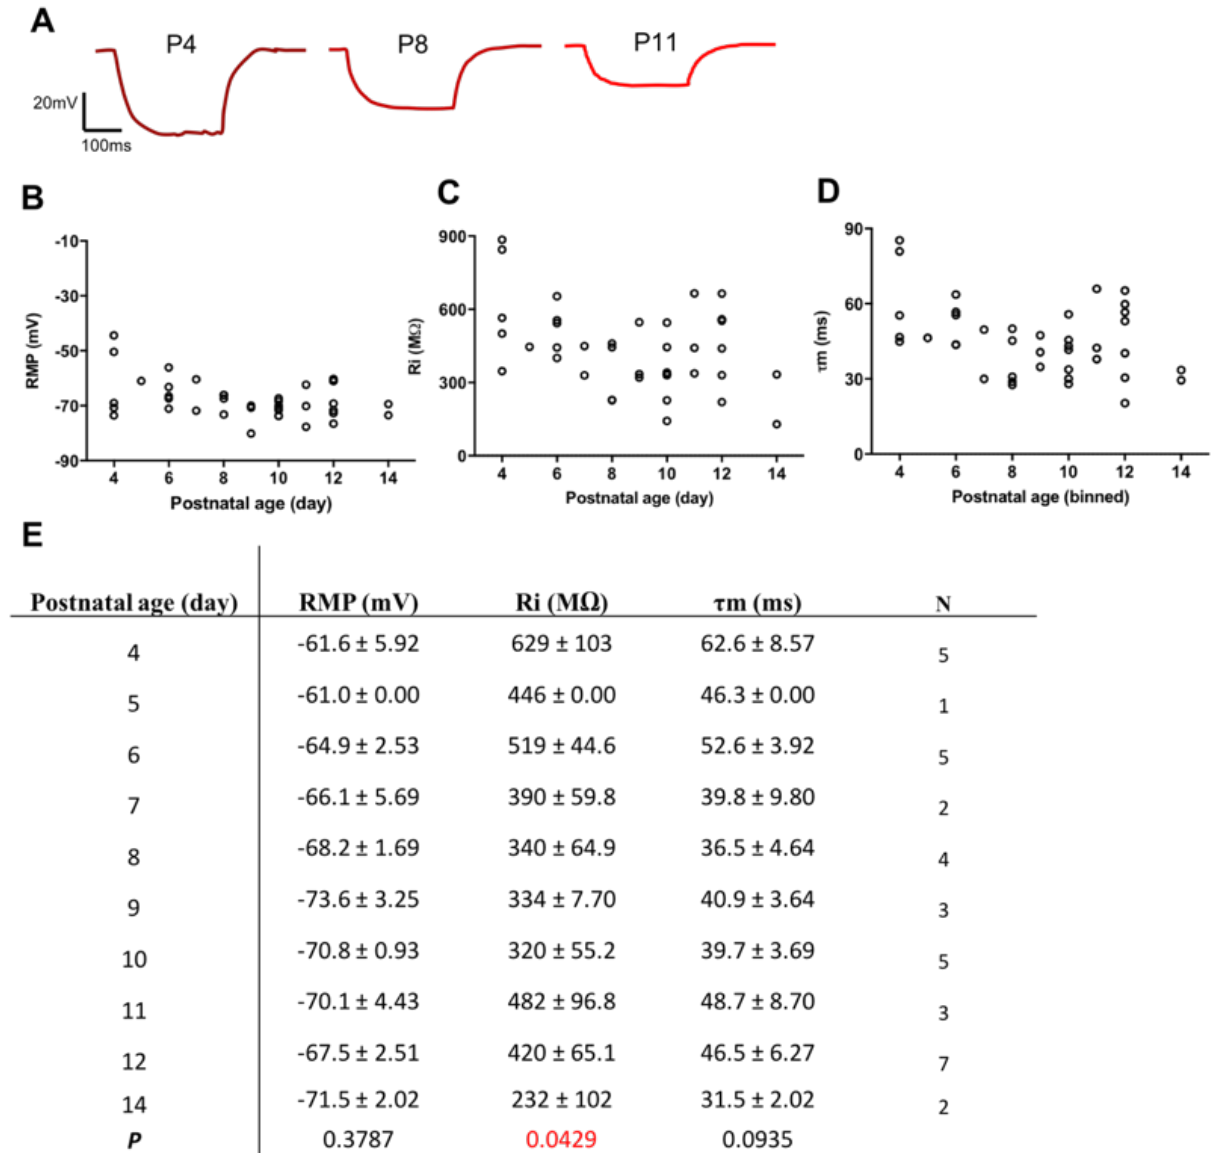 A
P4
P8
P11
20mV
100ms
B
-10
-30
-50
-70
-90
RMP (mV)
4 6 8 10 12 14
Postnatal age (day)
C
900
600
300
0
Ri (MΩ)
4 6 8 10 12 14
Postnatal age (day)
D
90
60
30
0
τm (ms)
4 6 8 10 12 14
Postnatal age (binned)
E
Postnatal age (day) RMP (mV) Ri (MΩ) τm (ms) N
4 -61.6 ± 5.92 629 ± 103 62.6 ± 8.57 5
5 -61.0 ± 0.00 446 ± 0.00 46.3 ± 0.00 1
6 -64.9 ± 2.53 519 ± 44.6 52.6 ± 3.92 5
7 -66.1 ± 5.69 390 ± 59.8 39.8 ± 9.80 2
8 -68.2 ± 1.69 340 ± 64.9 36.5 ± 4.64 4
9 -73.6 ± 3.25 334 ± 7.70 40.9 ± 3.64 3
10 -70.8 ± 0.93 320 ± 55.2 39.7 ± 3.69 5
11 -70.1 ± 4.43 482 ± 96.8 48.7 ± 8.70 3
12 -67.5 ± 2.51 420 ± 65.1 46.5 ± 6.27 7
14 -71.5 ± 2.02 232 ± 102 31.5 ± 2.02 2
P 0.3787 0.0429 0.0935